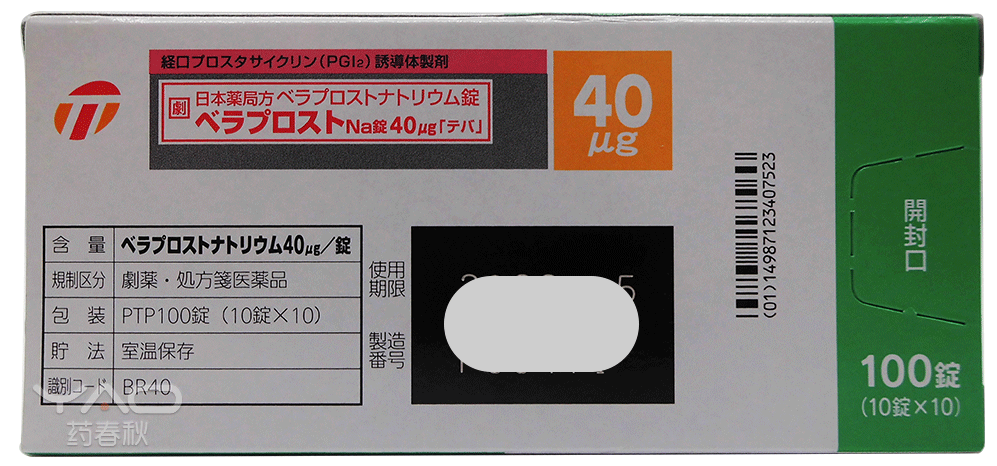 経口プロスタサイクリン(PGI₂)誘導体製剤
劇 日本薬局方 ベラプロストナトリウム錠
ベラプロストNa錠40μg「テバ」
40
μg
(01)14987123407523
開封口
含量 ベラプロストナトリウム40μg/錠
規制区分 劇薬・処方箋医薬品
包装 PTP100錠(10錠×10)
貯法 室温保存
識別コード BR40
使用
期限
製造
番号
100錠
(10錠×10)
YAO
药春秋